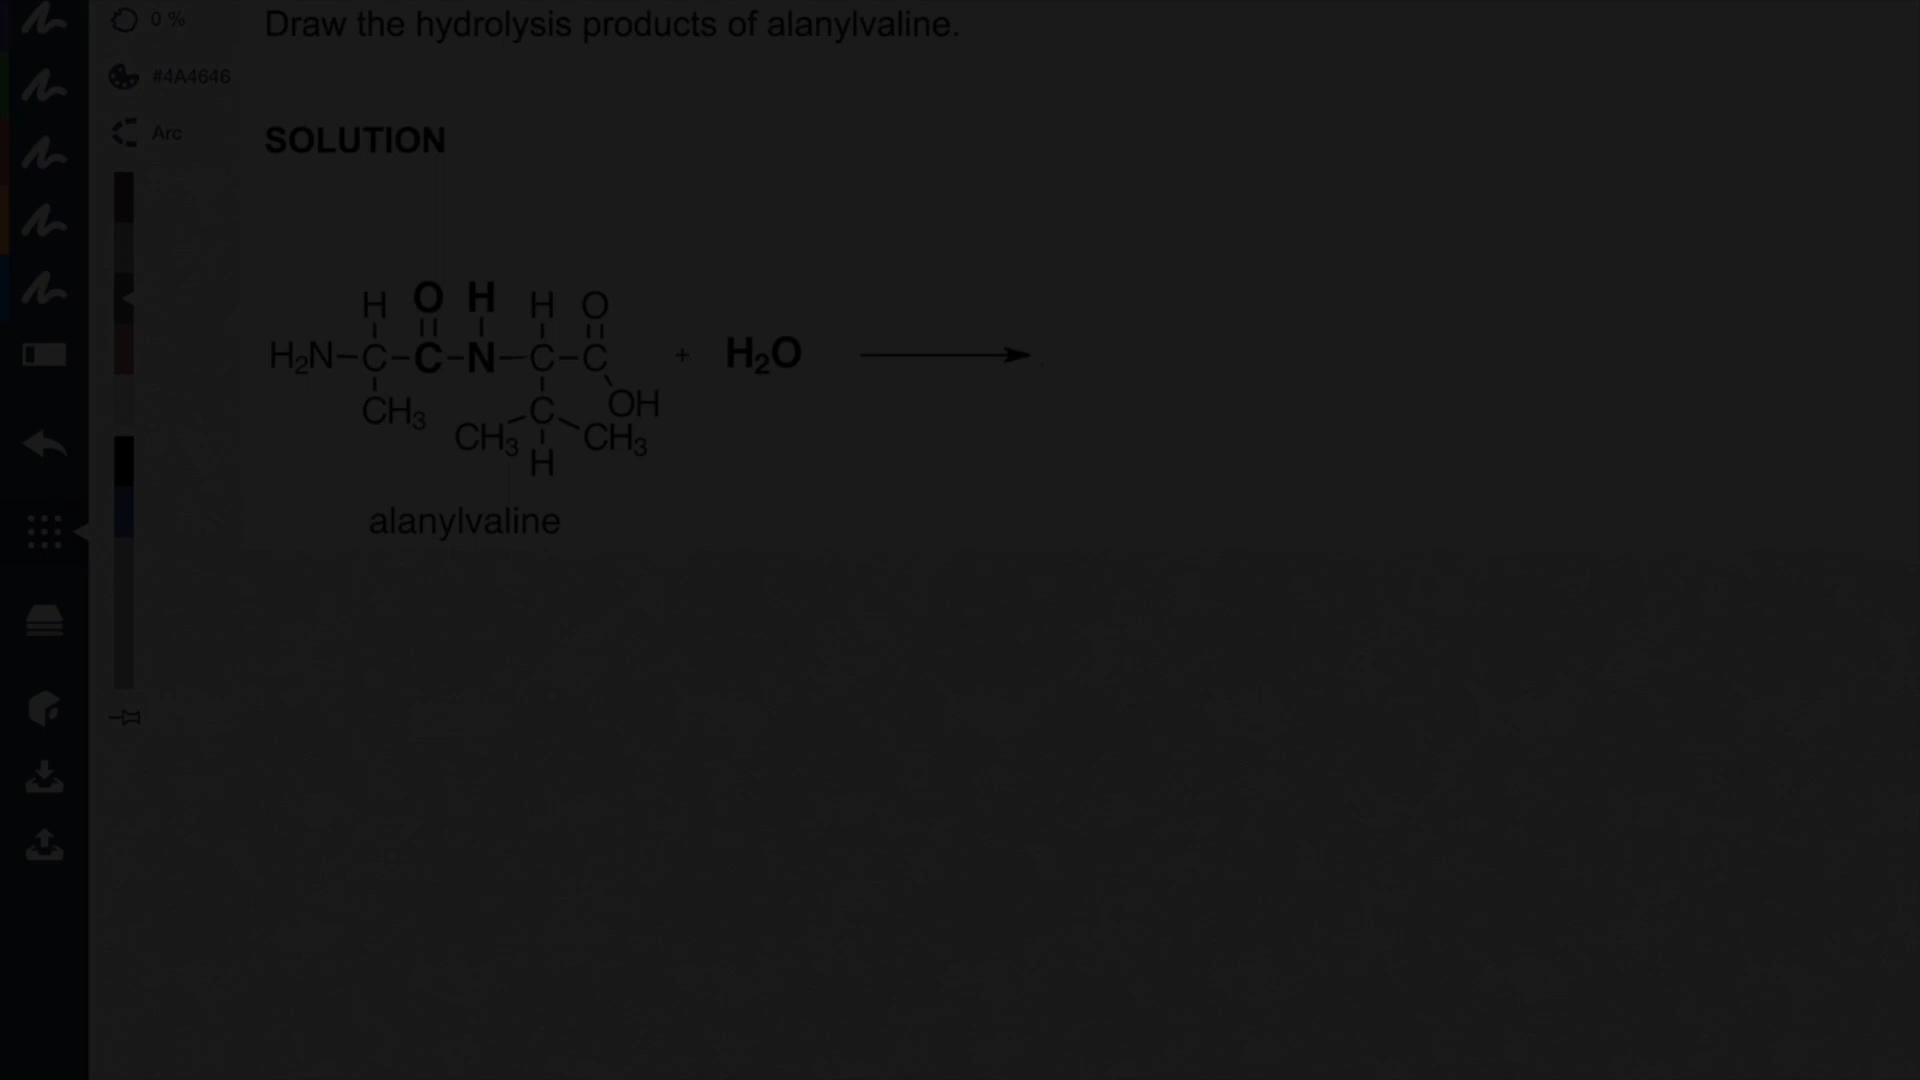 0 %
#4A4646
Arc
Draw the hydrolysis products of alanylvaline.
SOLUTION
H O H H O
H₂N C C N C C + H₂O
CH₃ C OH
CH₃ CH₃
H
alanylvaline